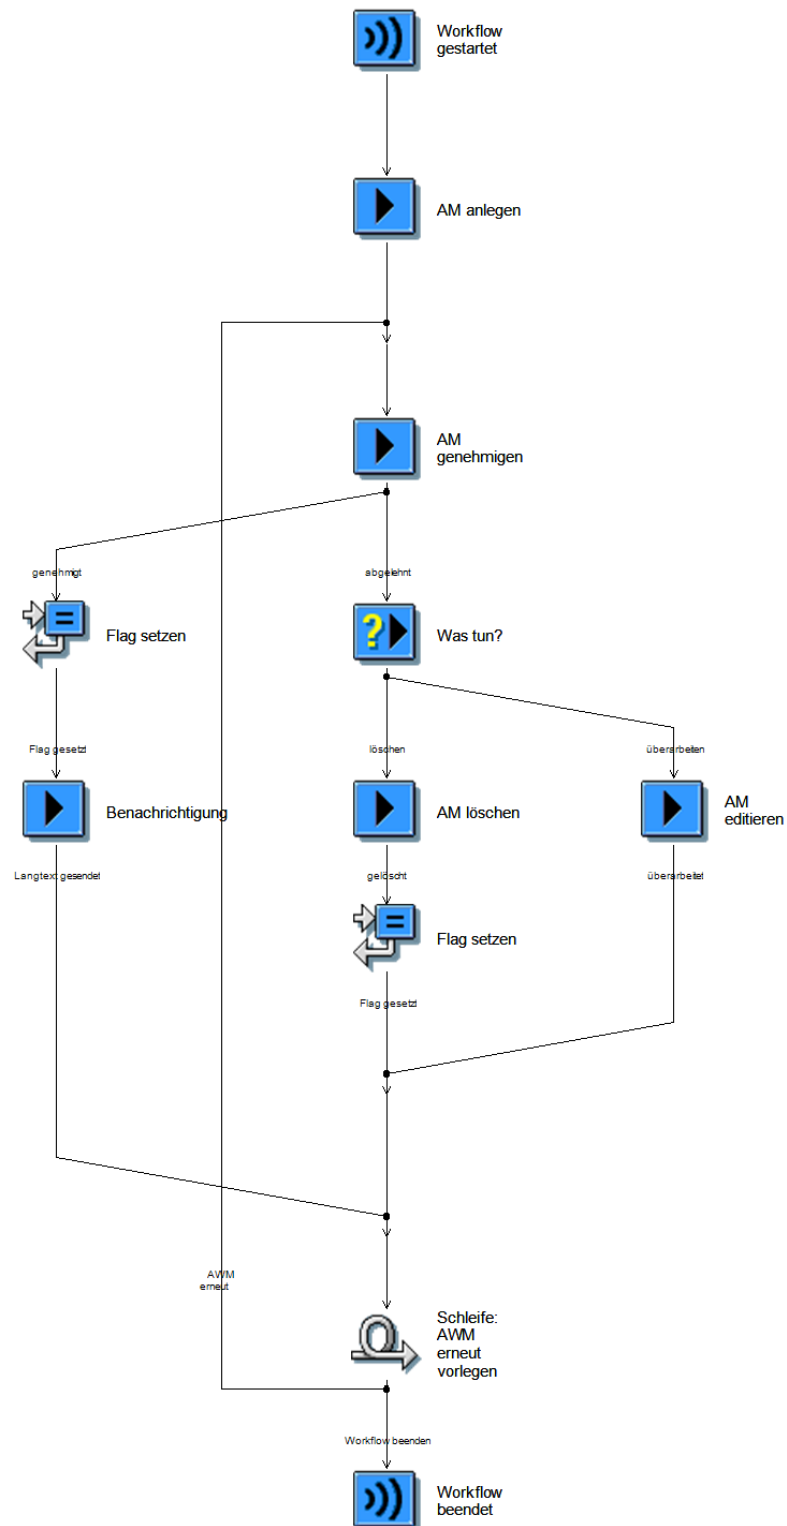 Workflow
gestartet
AM anlegen
AM
genehmigen
genehmigt
abgelehnt
Flag setzen
Was tun?
Flag gesetzt
löschen
überarbeiten
Benachrichtigung
AM löschen
AM
editieren
Langtext gesendet
gelöscht
überarbeitet
Flag setzen
Flag gesetzt
AWM
erneut
Schleife:
AWM
erneut
vorlegen
Workflow beenden
Workflow
beendet